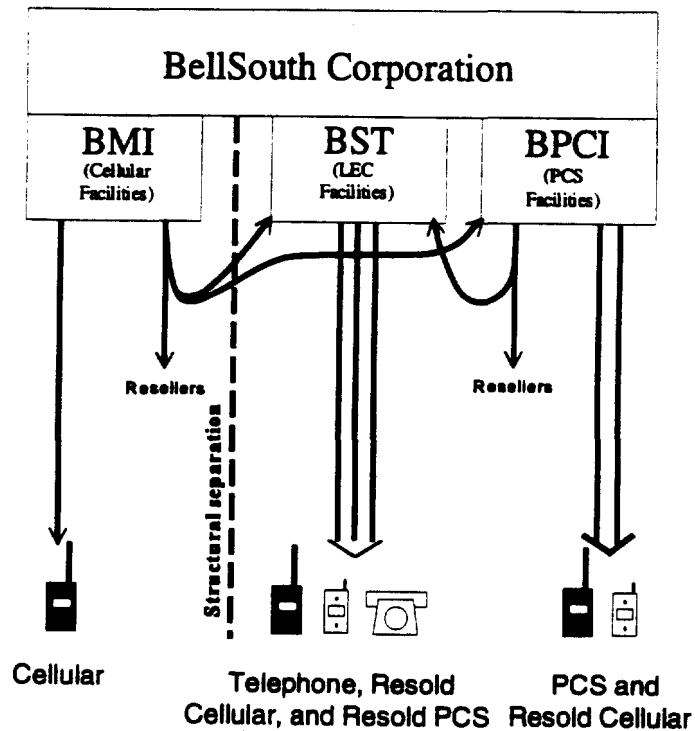 BellSouth Corporation
BMI
(Cellular
Facilities)
BST
(LEC
Facilities)
BPCI
(PCS
Facilities)
Resellers
Resellers
Structural separation
Cellular
Telephone, Resold
Cellular, and Resold PCS
PCS and
Resold Cellular